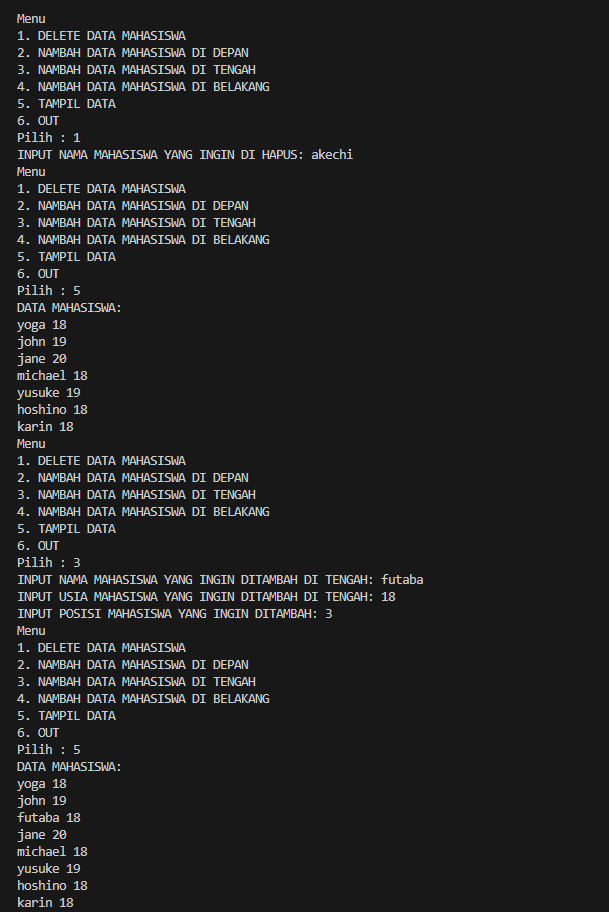 Menu
1. DELETE DATA MAHASISWA
2. NAMBAH DATA MAHASISWA DI DEPAN
3. NAMBAH DATA MAHASISWA DI TENGAH
4. NAMBAH DATA MAHASISWA DI BELAKANG
5. TAMPIL DATA
6. OUT
Pilih : 1
INPUT NAMA MAHASISWA YANG INGIN DI HAPUS: akechi
Menu
1. DELETE DATA MAHASISWA
2. NAMBAH DATA MAHASISWA DI DEPAN
3. NAMBAH DATA MAHASISWA DI TENGAH
4. NAMBAH DATA MAHASISWA DI BELAKANG
5. TAMPIL DATA
6. OUT
Pilih : 5
DATA MAHASISWA:
yoga 18
john 19
jane 20
michael 18
yusuke 19
hoshino 18
karin 18
Menu
1. DELETE DATA MAHASISWA
2. NAMBAH DATA MAHASISWA DI DEPAN
3. NAMBAH DATA MAHASISWA DI TENGAH
4. NAMBAH DATA MAHASISWA DI BELAKANG
5. TAMPIL DATA
6. OUT
Pilih : 3
INPUT NAMA MAHASISWA YANG INGIN DITAMBAH DI TENGAH: futaba
INPUT USIA MAHASISWA YANG INGIN DITAMBAH DI TENGAH: 18
INPUT POSISI MAHASISWA YANG INGIN DITAMBAH: 3
Menu
1. DELETE DATA MAHASISWA
2. NAMBAH DATA MAHASISWA DI DEPAN
3. NAMBAH DATA MAHASISWA DI TENGAH
4. NAMBAH DATA MAHASISWA DI BELAKANG
5. TAMPIL DATA
6. OUT
Pilih : 5
DATA MAHASISWA:
yoga 18
john 19
futaba 18
jane 20
michael 18
yusuke 19
hoshino 18
karin 18